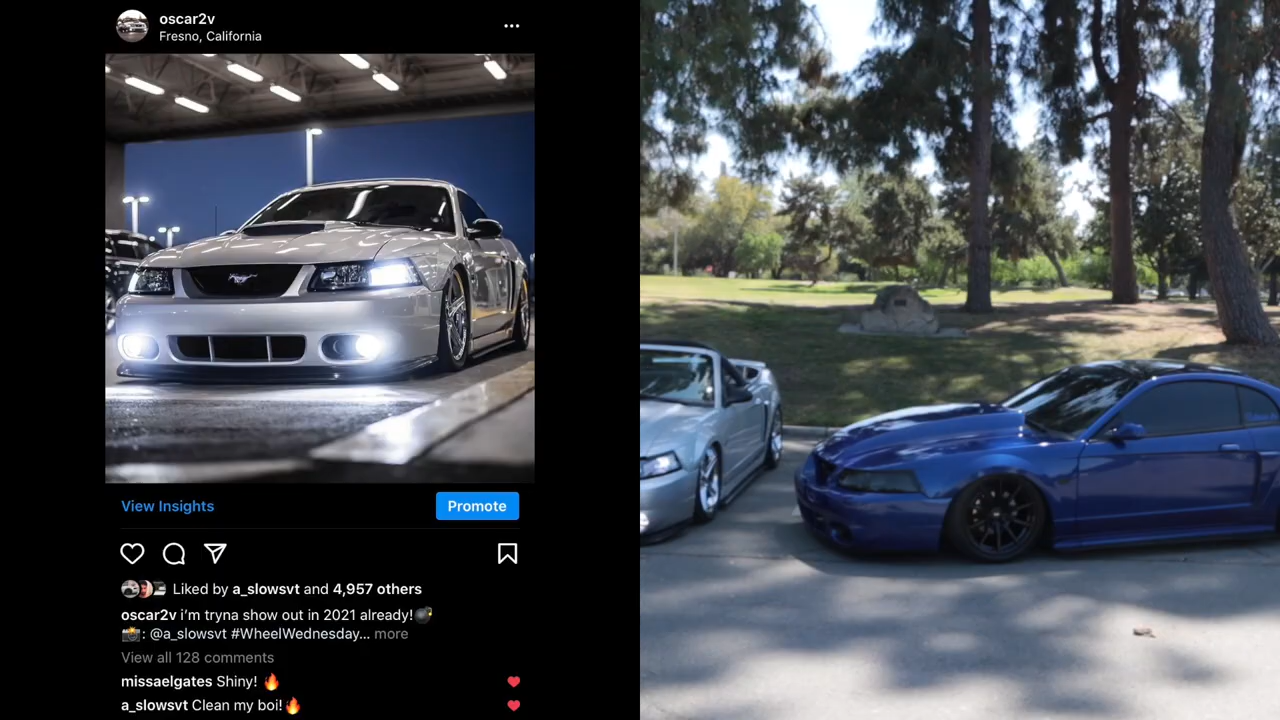 oscar2v
Fresno, California
View Insights
Promote
Liked by a_slowsvt and 4,957 others
oscar2v i’m tryna show out in 2021 already!💣
📸: @a_slowsvt #WheelWednesday... more
View all 128 comments
missaelgates Shiny! 🔥
a_slowsvt Clean my boi!🔥